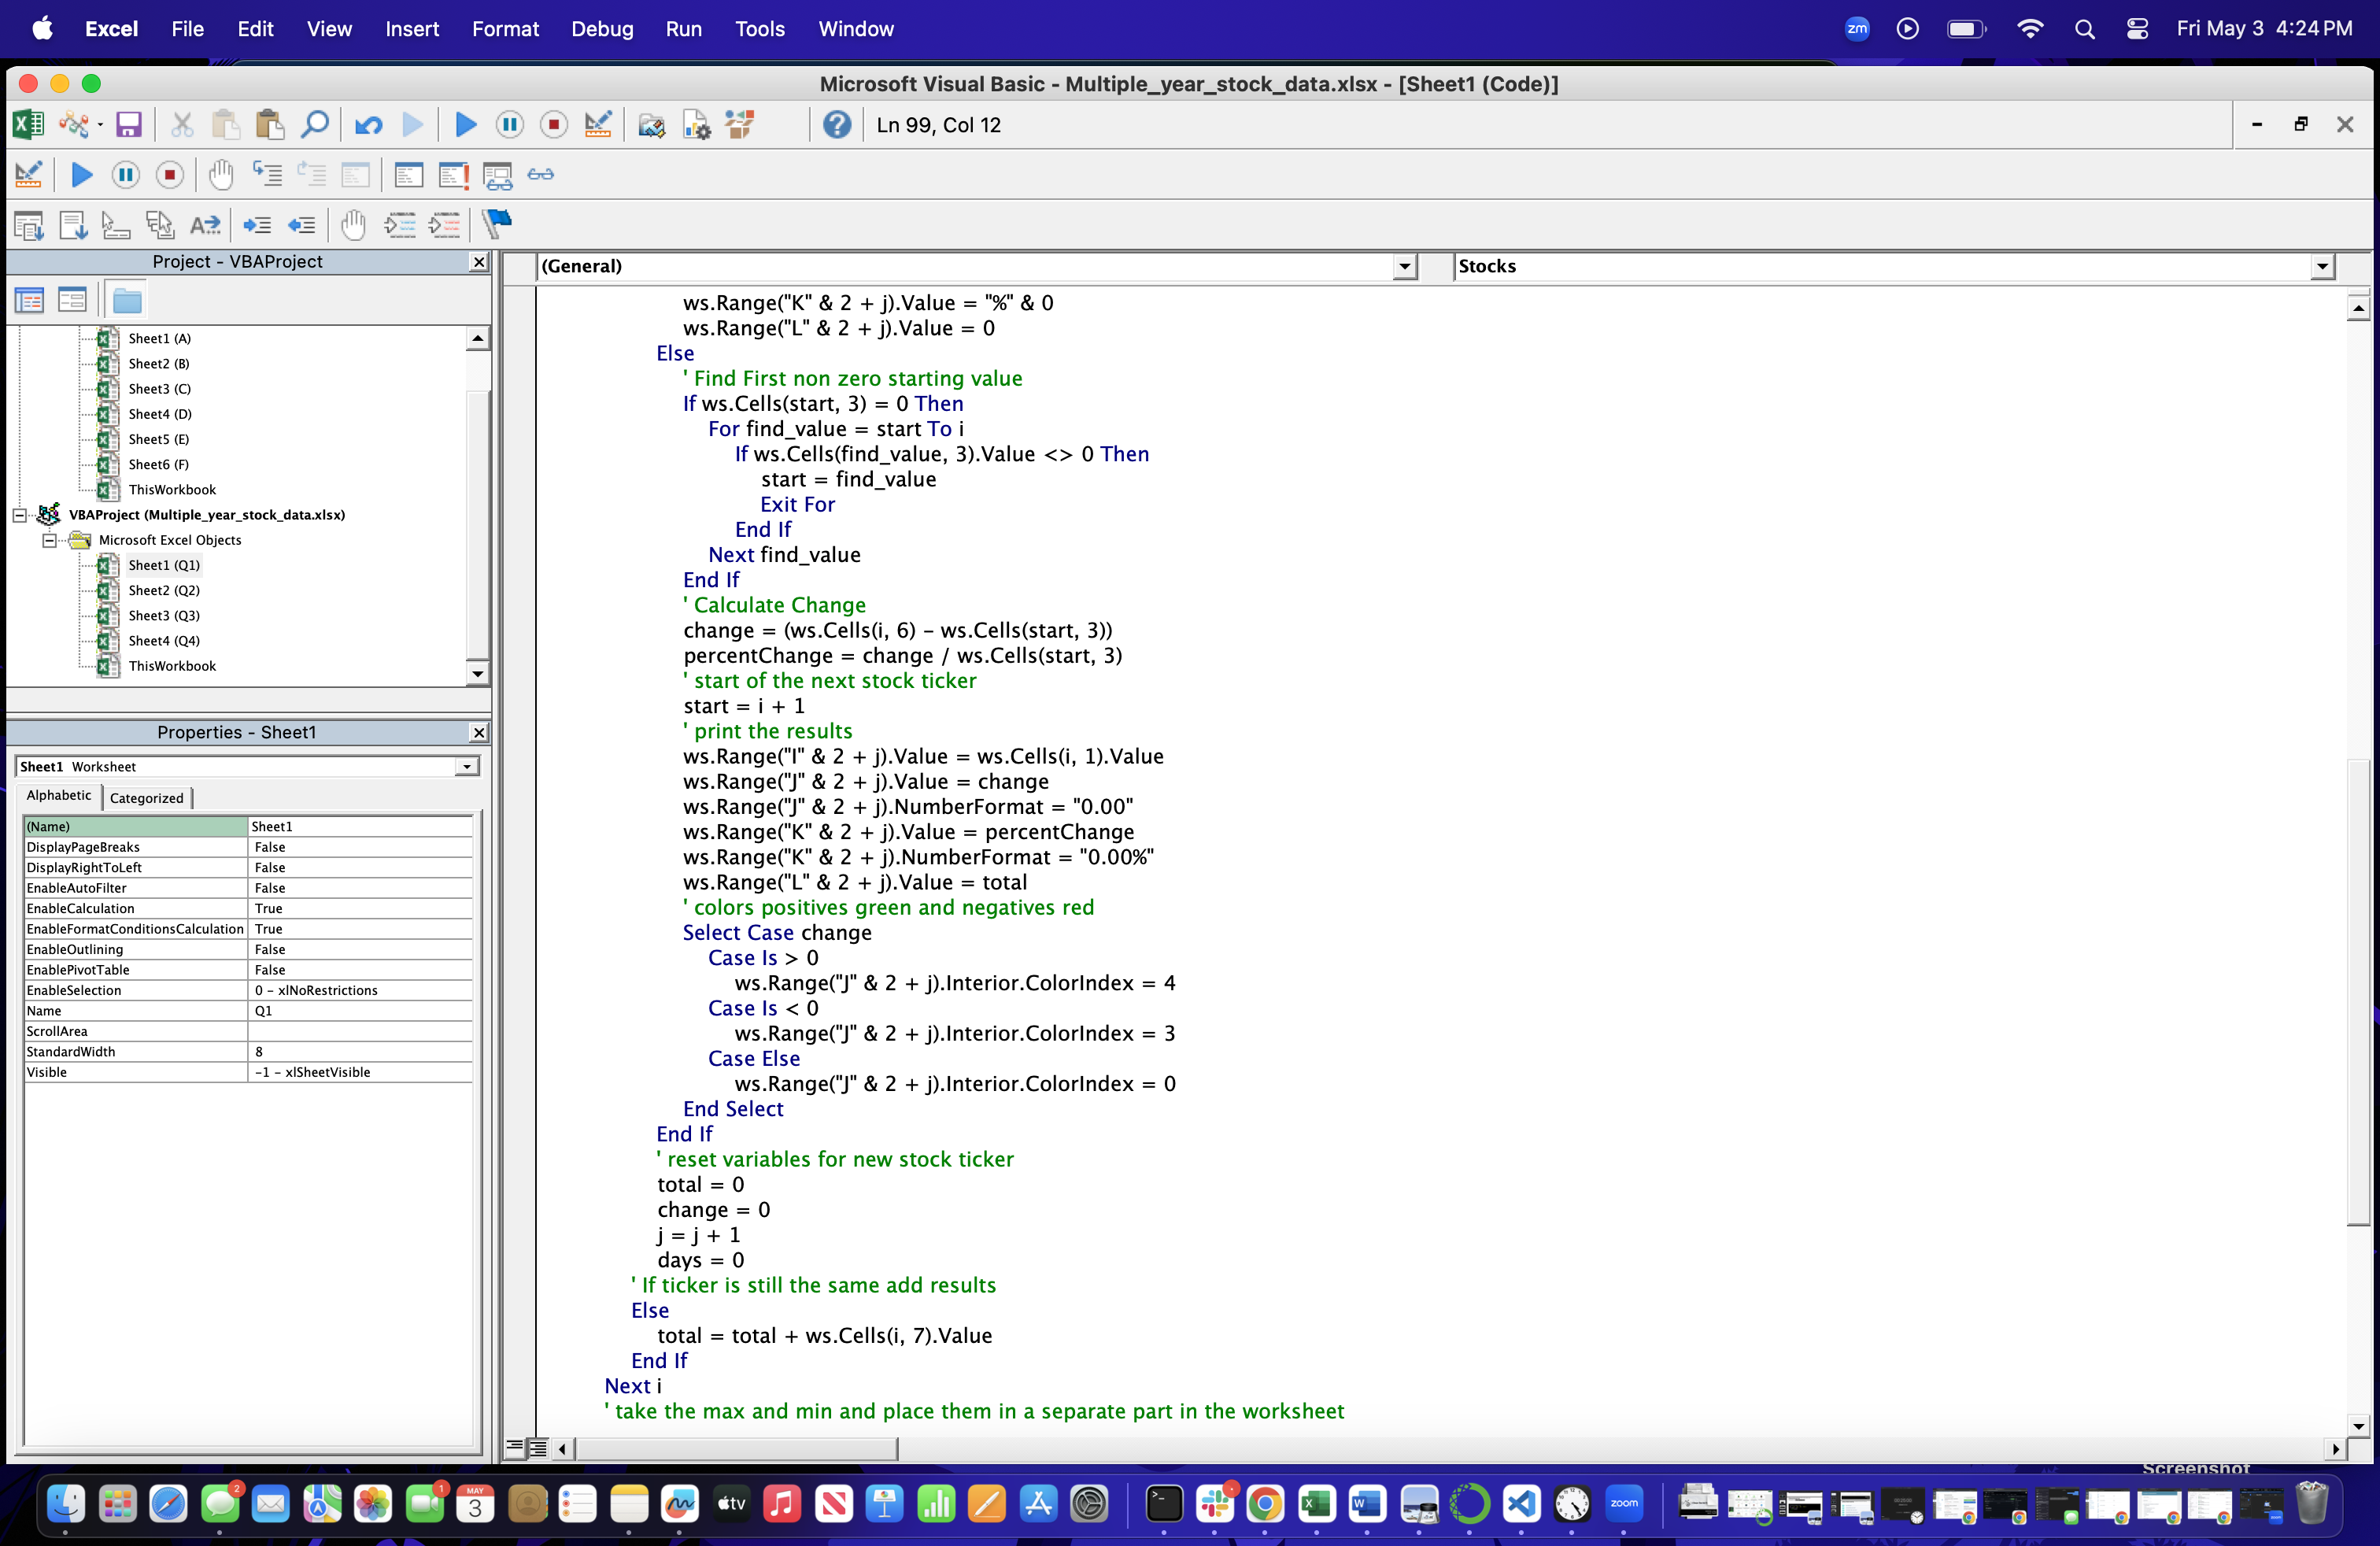 Excel File Edit View Insert Format Debug Run Tools Window zm Fri May 3 4:24 PM
Microsoft Visual Basic - Multiple_year_stock_data.xlsx - [Sheet1 (Code)]
Ln 99, Col 12
Project - VBAProject
Sheet1 (A)
Sheet2 (B)
Sheet3 (C)
Sheet4 (D)
Sheet5 (E)
Sheet6 (F)
ThisWorkbook
VBAProject (Multiple_year_stock_data.xlsx)
Microsoft Excel Objects
Sheet1 (Q1)
Sheet2 (Q2)
Sheet3 (Q3)
Sheet4 (Q4)
ThisWorkbook
Properties - Sheet1
Sheet1 Worksheet
Alphabetic Categorized
(Name) Sheet1
DisplayPageBreaks False
DisplayRightToLeft False
EnableAutoFilter False
EnableCalculation True
EnableFormatConditionsCalculation True
EnableOutlining False
EnablePivotTable False
EnableSelection 0 - xlNoRestrictions
Name Q1
ScrollArea
StandardWidth 8
Visible -1 - xlSheetVisible
(General) Stocks
ws.Range("K" & 2 + j).Value = "%" & 0
ws.Range("L" & 2 + j).Value = 0
Else
' Find First non zero starting value
If ws.Cells(start, 3) = 0 Then
For find_value = start To i
If ws.Cells(find_value, 3).Value <> 0 Then
start = find_value
Exit For
End If
Next find_value
End If
' Calculate Change
change = (ws.Cells(i, 6) - ws.Cells(start, 3))
percentChange = change / ws.Cells(start, 3)
' start of the next stock ticker
start = i + 1
' print the results
ws.Range("I" & 2 + j).Value = ws.Cells(i, 1).Value
ws.Range("J" & 2 + j).Value = change
ws.Range("J" & 2 + j).NumberFormat = "0.00"
ws.Range("K" & 2 + j).Value = percentChange
ws.Range("K" & 2 + j).NumberFormat = "0.00%"
ws.Range("L" & 2 + j).Value = total
' colors positives green and negatives red
Select Case change
Case Is > 0
ws.Range("J" & 2 + j).Interior.ColorIndex = 4
Case Is < 0
ws.Range("J" & 2 + j).Interior.ColorIndex = 3
Case Else
ws.Range("J" & 2 + j).Interior.ColorIndex = 0
End Select
End If
' reset variables for new stock ticker
total = 0
change = 0
j = j + 1
days = 0
' If ticker is still the same add results
Else
total = total + ws.Cells(i, 7).Value
End If
Next i
' take the max and min and place them in a separate part in the worksheet
Screenshot
2
1
MAY
3
tv
zoom